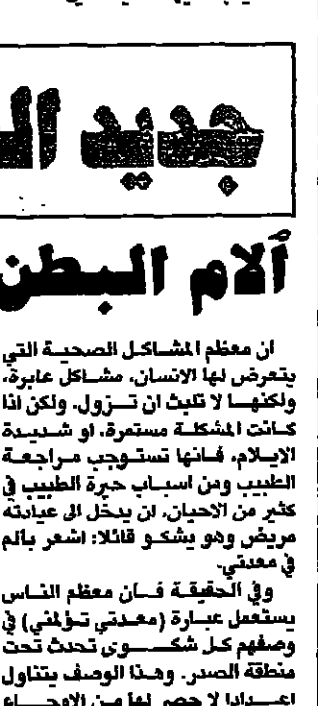 جديد
آلام البطن
ان معظم المشاكل الصحية التي
يتعرض لها الانسان، مشاكل عابرة،
ولكنها لا تلبث ان تزول. ولكن اذا
كانت المشكلة مستمرة، او شديدة
الايلام، فانها تستوجب مراجعة
الطبيب ومن اسباب حيرة الطبيب في
كثير من الاحيان، ان يدخل الى عيادته
مريض وهو يشكو قائلا: اشعر بألم
في معدتي.
وفي الحقيقة فان معظم الناس
يستعمل عبارة (معدتي تؤلمني) في
وصفهم كل شكوى تحدث تحت
منطقة الصدر. وهذا الوصف يتناول
اعدادا لا حصر لها من الاوجاع